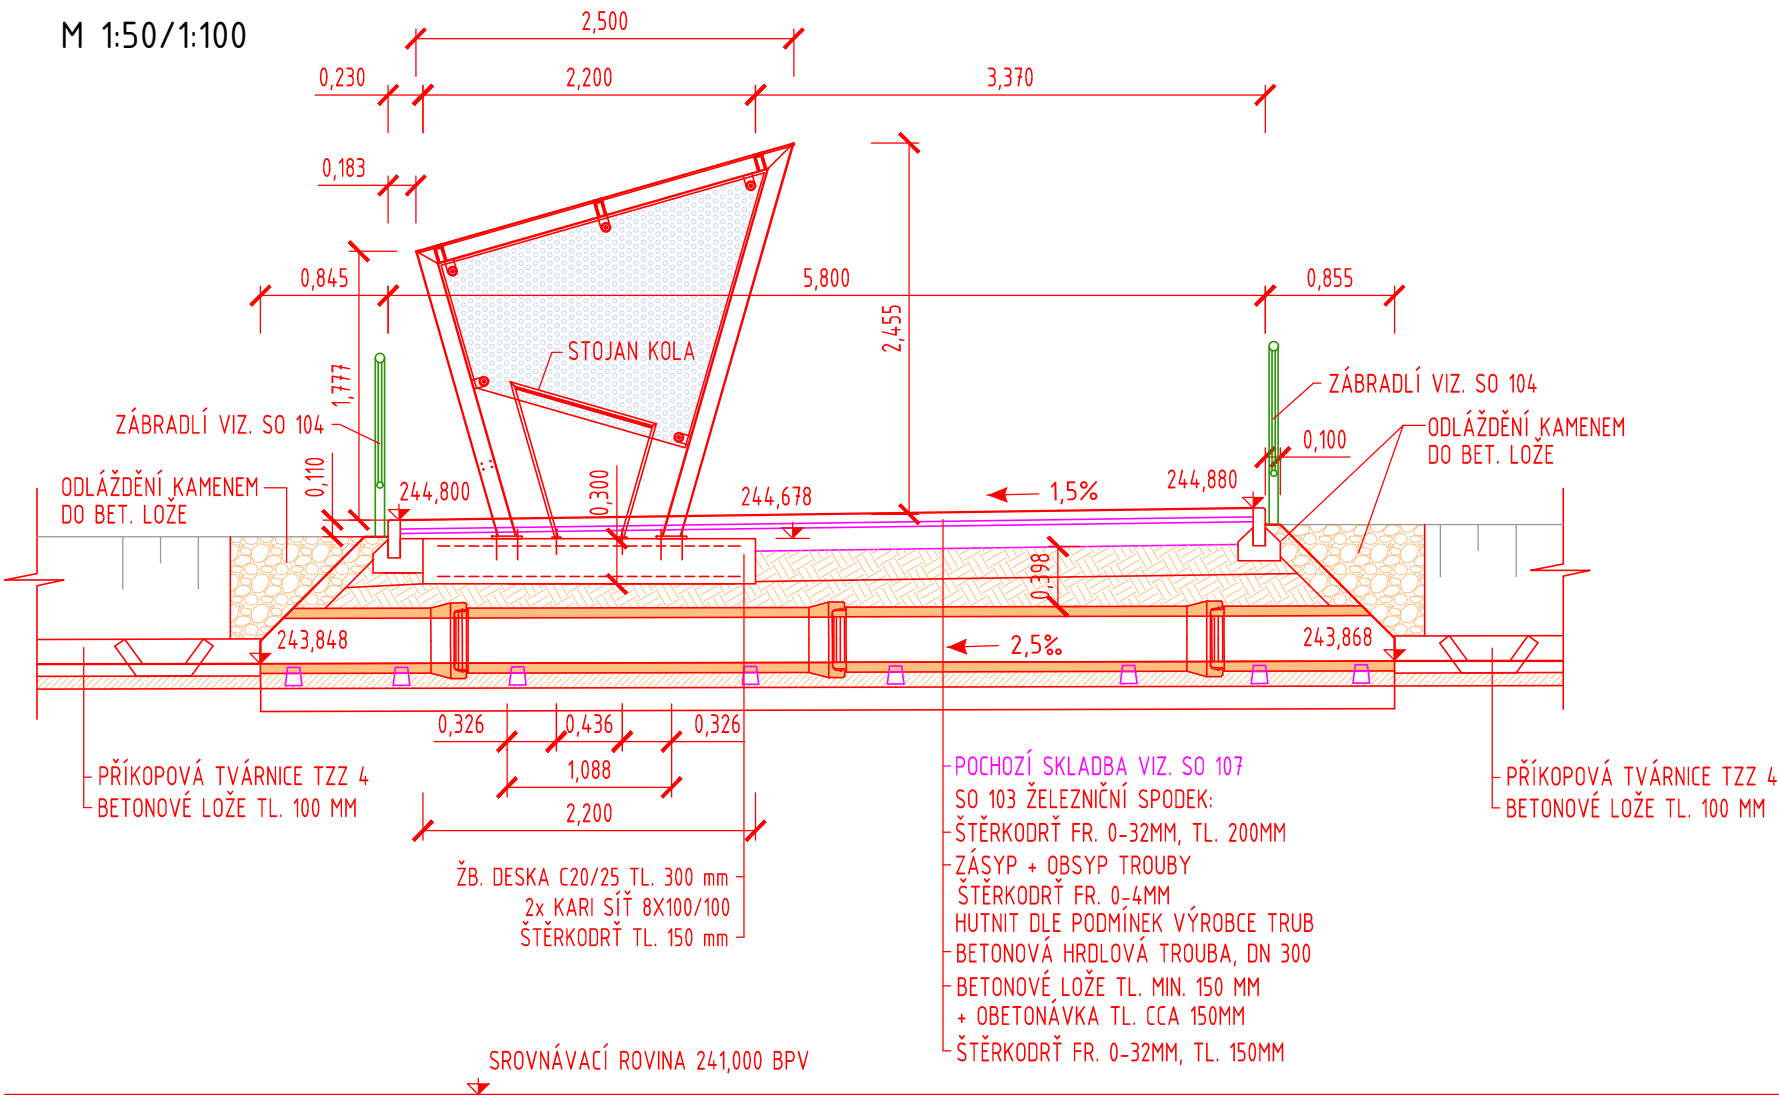 M 1:50/1:100
2,500
0,230
2,200
3,370
0,183
0,845
5,800
0,855
2,455
1,777
STOJAN KOLA
ZÁBRADLÍ VIZ. SO 104
ZÁBRADLÍ VIZ. SO 104
ODLÁŽDĚNÍ KAMENEM
DO BET. LOŽE
0,100
0,110
ODLÁŽDĚNÍ KAMENEM
DO BET. LOŽE
244,800
0,300
244,678
1,5%
244,880
0,398
243,848
2,5‰
243,868
0,326
0,436
0,326
1,088
2,200
PŘÍKOPOVÁ TVÁRNICE TZZ 4
BETONOVÉ LOŽE TL. 100 MM
POCHOZÍ SKLADBA VIZ. SO 107
SO 103 ŽELEZNIČNÍ SPODEK:
ŠTĚRKODRŤ FR. 0-32MM, TL. 200MM
ZÁSYP + OBSYP TROUBY
ŠTĚRKODRŤ FR. 0-4MM
HUTNIT DLE PODMÍNEK VÝROBCE TRUB
BETONOVÁ HRDLOVÁ TROUBA, DN 300
BETONOVÉ LOŽE TL. MIN. 150 MM
+ OBETONÁVKA TL. CCA 150MM
ŠTĚRKODRŤ FR. 0-32MM, TL. 150MM
PŘÍKOPOVÁ TVÁRNICE TZZ 4
BETONOVÉ LOŽE TL. 100 MM
ŽB. DESKA C20/25 TL. 300 mm
2x KARI SÍŤ 8X100/100
ŠTĚRKODRŤ TL. 150 mm
SROVNÁVACÍ ROVINA 241,000 BPV